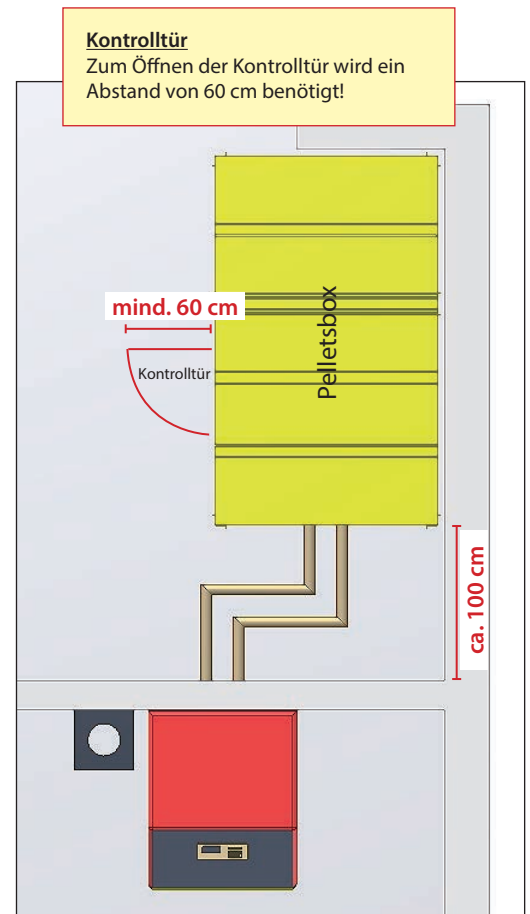 Kontrolltür
Zum Öffnen der Kontrolltür wird ein
Abstand von 60 cm benötigt!
mind. 60 cm
Kontrolltür
Pelletsbox
ca. 100 cm